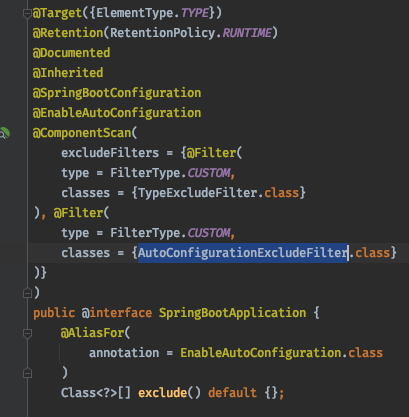 @Target({ElementType.TYPE})
@Retention(RetentionPolicy.RUNTIME)
@Documented
@Inherited
@SpringBootConfiguration
@EnableAutoConfiguration
@ComponentScan(
    excludeFilters = {@Filter(
    type = FilterType.CUSTOM,
    classes = {TypeExcludeFilter.class}
), @Filter(
    type = FilterType.CUSTOM,
    classes = {AutoConfigurationExcludeFilter.class}
)}
)
public @interface SpringBootApplication {
    @AliasFor(
        annotation = EnableAutoConfiguration.class
    )
    Class<?>[] exclude() default {};